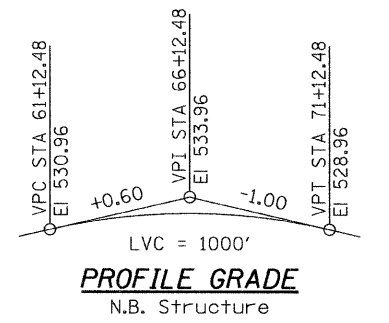 VPC STA 61+12.48
El 530.96
VPI STA 66+12.48
El 533.96
VPT STA 71+12.48
El 528.96
+0.60
-1.00
LVC = 1000'
PROFILE GRADE
N.B. Structure